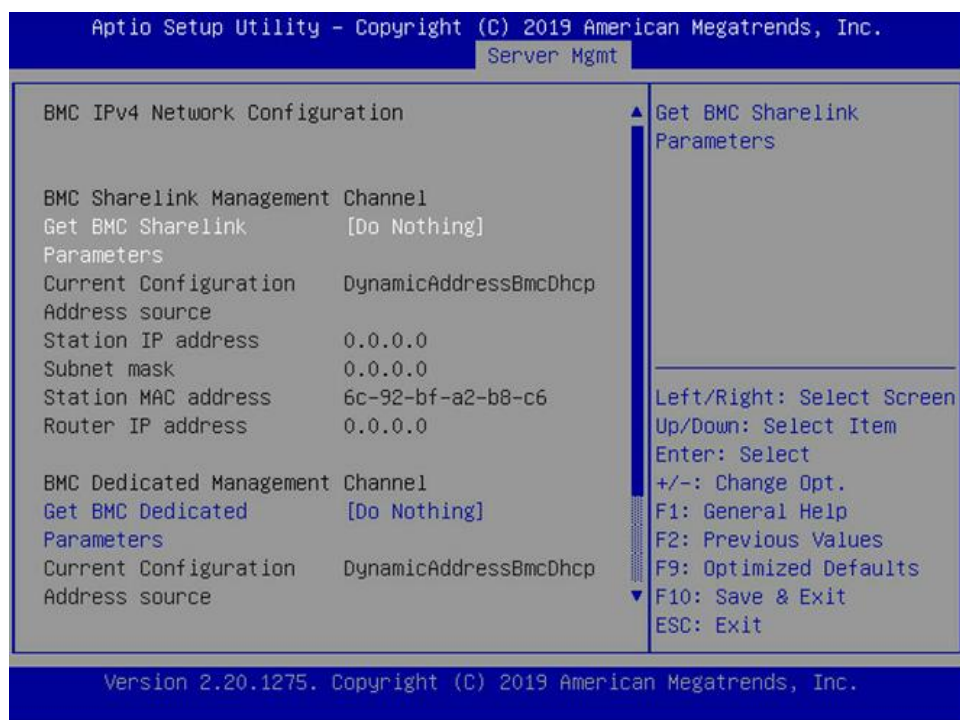 Aptio Setup Utility – Copyright (C) 2019 American Megatrends, Inc.
Server Mgmt
BMC IPv4 Network Configuration
BMC Sharelink Management Channel
Get BMC Sharelink [Do Nothing]
Parameters
Current Configuration DynamicAddressBmcDhcp
Address source
Station IP address 0.0.0.0
Subnet mask 0.0.0.0
Station MAC address 6c-92-bf-a2-b8-c6
Router IP address 0.0.0.0
BMC Dedicated Management Channel
Get BMC Dedicated [Do Nothing]
Parameters
Current Configuration DynamicAddressBmcDhcp
Address source
Get BMC Sharelink
Parameters
Left/Right: Select Screen
Up/Down: Select Item
Enter: Select
+/-: Change Opt.
F1: General Help
F2: Previous Values
F9: Optimized Defaults
F10: Save & Exit
ESC: Exit
Version 2.20.1275. Copyright (C) 2019 American Megatrends, Inc.